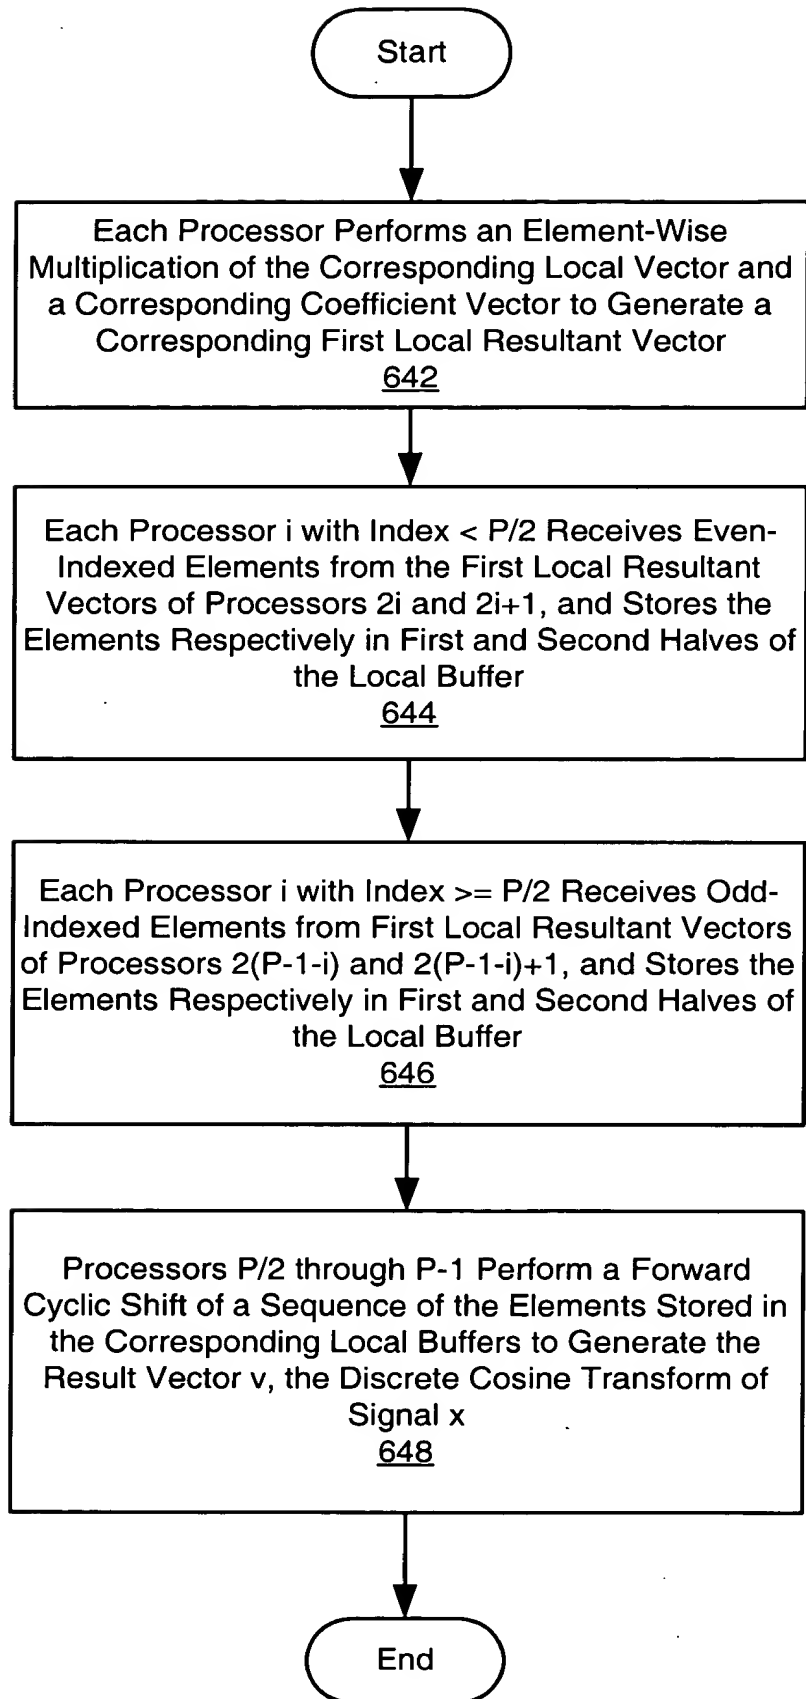 Start
Each Processor Performs an Element-Wise
Multiplication of the Corresponding Local Vector and
a Corresponding Coefficient Vector to Generate a
Corresponding First Local Resultant Vector
642
Each Processor i with Index < P/2 Receives Even-
Indexed Elements from the First Local Resultant
Vectors of Processors 2i and 2i+1, and Stores the
Elements Respectively in First and Second Halves of
the Local Buffer
644
Each Processor i with Index >= P/2 Receives Odd-
Indexed Elements from First Local Resultant Vectors
of Processors 2(P-1-i) and 2(P-1-i)+1, and Stores the
Elements Respectively in First and Second Halves of
the Local Buffer
646
Processors P/2 through P-1 Perform a Forward
Cyclic Shift of a Sequence of the Elements Stored in
the Corresponding Local Buffers to Generate the
Result Vector v, the Discrete Cosine Transform of
Signal x
648
End